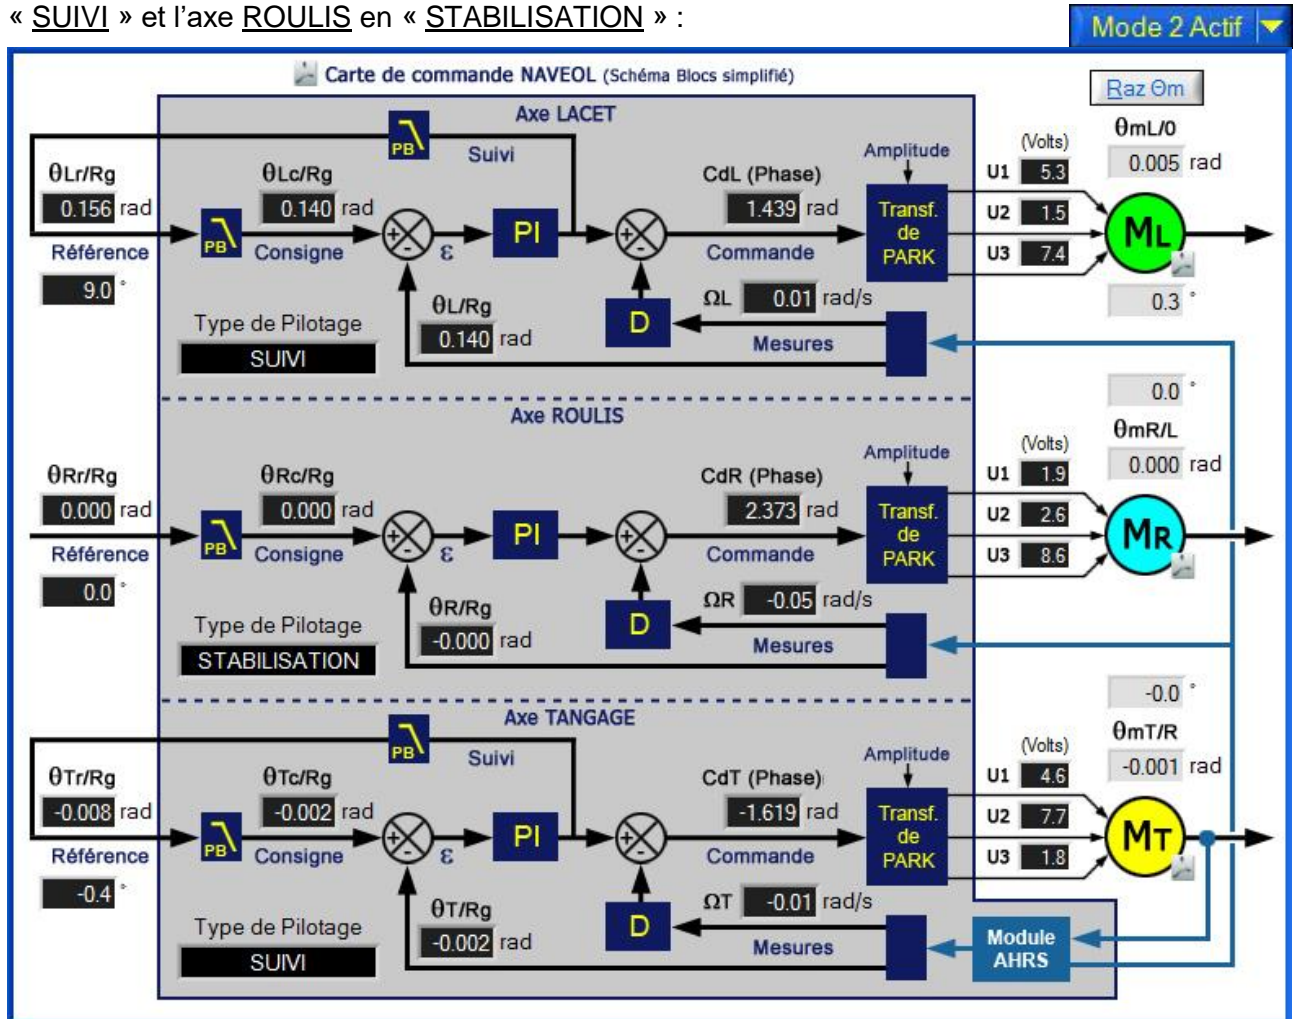 « SUIVI » et l'axe ROULIS en « STABILISATION » :
Mode 2 Actif
Carte de commande NAVEOL (Schéma Blocs simplifié)
Raz Θm
Axe LACET
PB
Suivi
θLr/Rg
0.156 rad
Référence
9.0 °
PB
θLc/Rg
0.140 rad
Consigne
+
-
ε
PI
+
-
CdL (Phase)
1.439 rad
Commande
Amplitude
Transf.
de
PARK
(Volts)
U1 5.3
U2 1.5
U3 7.4
θmL/0
0.005 rad
ML
0.3 °
Type de Pilotage
SUIVI
θL/Rg
0.140 rad
D
ΩL 0.01 rad/s
Mesures
Axe ROULIS
θRr/Rg
0.000 rad
Référence
0.0 °
PB
θRc/Rg
0.000 rad
Consigne
+
-
ε
PI
+
-
CdR (Phase)
2.373 rad
Commande
Amplitude
Transf.
de
PARK
(Volts)
U1 1.9
U2 2.6
U3 8.6
0.0 °
θmR/L
0.000 rad
MR
Type de Pilotage
STABILISATION
θR/Rg
-0.000 rad
D
ΩR -0.05 rad/s
Mesures
Axe TANGAGE
PB
Suivi
θTr/Rg
-0.008 rad
Référence
-0.4 °
PB
θTc/Rg
-0.002 rad
Consigne
+
-
ε
PI
+
-
CdT (Phase)
-1.619 rad
Commande
Amplitude
Transf.
de
PARK
(Volts)
U1 4.6
U2 7.7
U3 1.8
-0.0 °
θmT/R
-0.001 rad
MT
Type de Pilotage
SUIVI
θT/Rg
-0.002 rad
D
ΩT -0.01 rad/s
Mesures
Module
AHRS